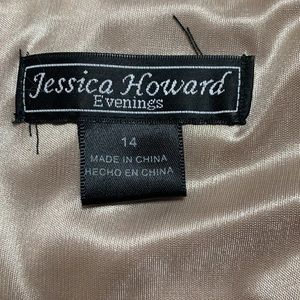 Jessica Howard
Evenings
14
MADE IN CHINA
HECHO EN CHINA